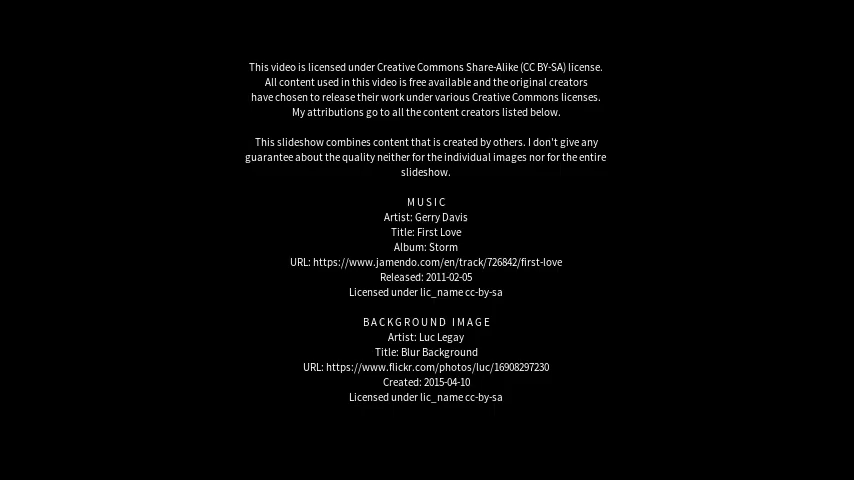 This video is licensed under Creative Commons Share-Alike (CC BY-SA) license.
All content used in this video is free available and the original creators
have chosen to release their work under various Creative Commons licenses.
My attributions go to all the content creators listed below.
This slideshow combines content that is created by others. I don't give any
guarantee about the quality neither for the individual images nor for the entire
slideshow.
MUSIC
Artist: Gerry Davis
Title: First Love
Album: Storm
URL: https://www.jamendo.com/en/track/726842/first-love
Released: 2011-02-05
Licensed under lic_name cc-by-sa
BACKGROUND IMAGE
Artist: Luc Legay
Title: Blur Background
URL: https://www.flickr.com/photos/luc/16908297230
Created: 2015-04-10
Licensed under lic_name cc-by-sa